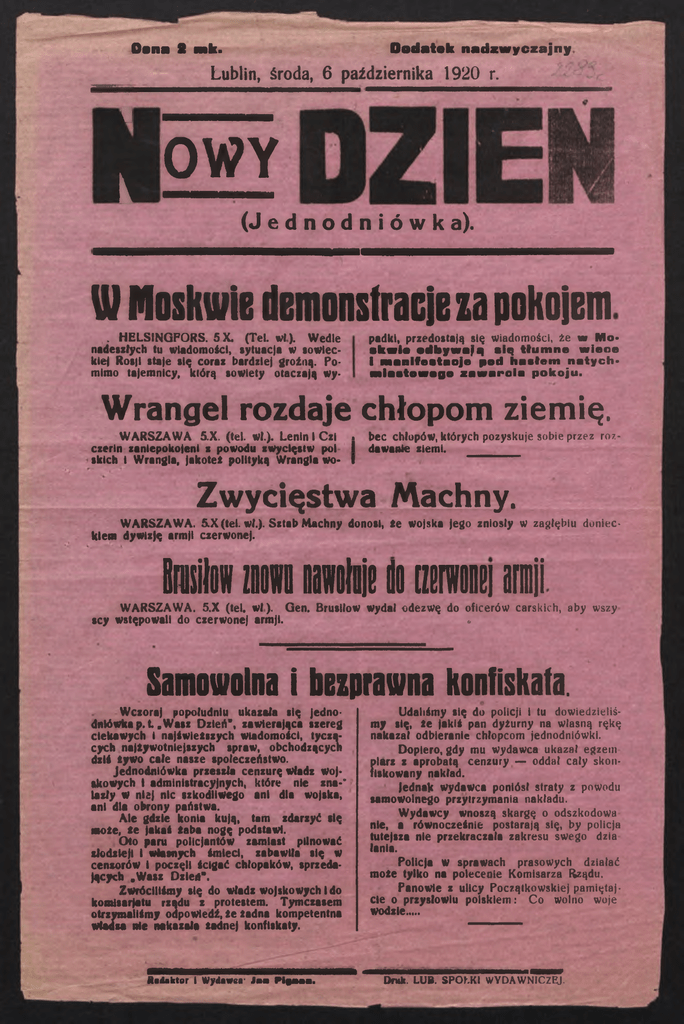 Cena 2 mk.
Dodatek nadzwyczajny.
Lublin, środa, 6 października 1920 r.
NOWY DZIEŃ
(Jednodniówka).
W Moskwie demonstracje za pokojem.
HELSINGFORS. 5 X. (Tel. wł.). Wedle
nadeszłych tu wiadomości, sytuacja w sowiec-
kiej Rosji staje się coraz bardziej groźną. Po-
mimo tajemnicy, którą sowiety otaczają wy-
padki, przedostają się wiadomości, że w Mo-
skwie odbywają się tłumne wiece
i manifestacje pod hasłem natych-
miastowego zawarcia pokoju.
Wrangel rozdaje chłopom ziemię.
WARSZAWA 5.X. (tel. wł.). Lenin i Czi
czerin zaniepokojeni z powodu zwycięstw pol
skich i Wrangla, jakoteż polityką Wrangla wo-
bec chłopów, których pozyskuje sobie przez roz-
dawanie ziemi.
Zwycięstwa Machny.
WARSZAWA. 5.X (tel. wł.). Sztab Machny donosi, że wojska jego zniosły w zagłębiu doniec-
kiem dywizję armji czerwonej.
Brusiłow znowu nawołuje do czerwonej armji.
WARSZAWA. 5.X (tel. wł.). Gen. Brusilow wydał odezwę do oficerów carskich, aby wszy
scy wstępowali do czerwonej armji.
Samowolna i bezprawna konfiskata.
Wczoraj popołudniu ukazała się jedno-
dniówka p. t. „Wasz Dzień", zawierająca szereg
ciekawych i najświeższych wiadomości, tyczą-
cych najżywotniejszych spraw, obchodzących
dziś żywo całe nasze społeczeństwo.
Jednodniówka przeszła cenzurę władz woj-
skowych i administracyjnych, które nie zna-
lazły w niej nic szkodliwego ani dla wojska,
ani dla obrony państwa.
Ale gdzie konia kują, tam zdarzyć się
może, że jakaś żaba nogę podstawi.
Oto paru policjantów zamiast pilnować
złodzieji i własnych śmieci, zabawiła się w
cenzorów i poczęli ścigać chłopaków, sprzeda-
jących „Wasz Dzień".
Zwróciliśmy się do władz wojskowych i do
komisarjatu rządu z protestem. Tymczasem
otrzymaliśmy odpowiedź, że żadna kompetentna
władza nie nakazała żadnej konfiskaty.
Udaliśmy się do policji i tu dowiedzieliś-
my się, że jakiś pan dyżurny na własną rękę
nakazał odbieranie chłopcom jednodniówki.
Dopiero, gdy mu wydawca ukazał egzem
plarz z aprobatą cenzury — oddał cały skon-
fiskowany nakład.
Jednak wydawca poniósł straty z powodu
samowolnego przytrzymania nakładu.
Wydawcy wnoszą skargę o odszkodowa
nie, a równocześnie postarają się, by policja
tutejsza nie przekraczała zakresu swego dzia
łania.
Policja w sprawach prasowych działać
może tylko na polecenie Komisarza Rządu.
Panowie z ulicy Początkowskiej pamiętaj-
cie o przysłowiu polskiem: Co wolno woje
wodzie.....
Redaktor i Wydawca Jan Pigman.
Druk. LUB. SPÓŁKI WYDAWNICZEJ.